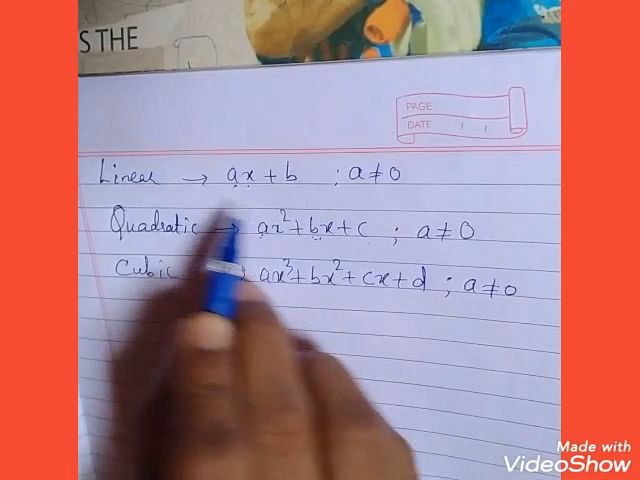 S THE
PAGE :
DATE : / /
Linear → ax + b ; a ≠ 0
Quadratic → ax² + bx + c ; a ≠ 0
Cubic → ax³ + bx² + cx + d ; a ≠ 0
Made with
VideoShow